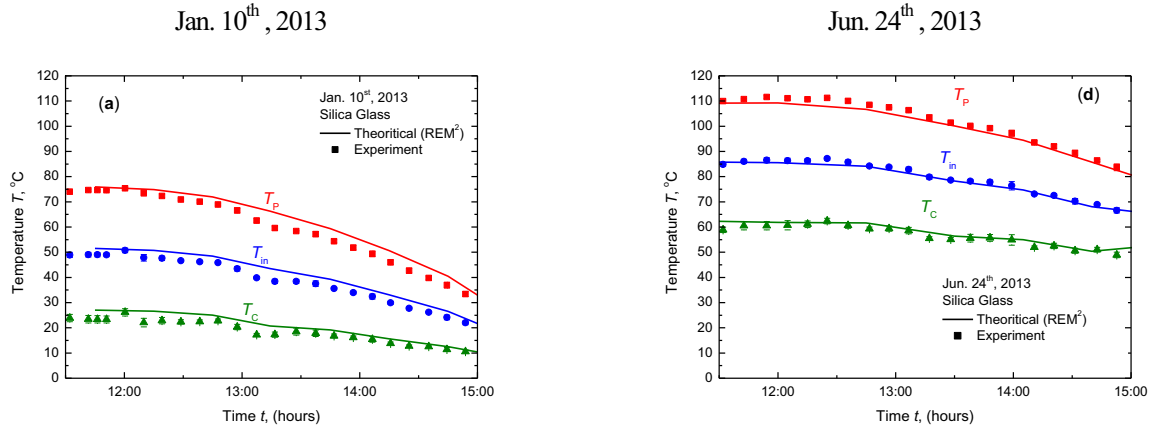 Jan. 10th, 2013
Jun. 24th, 2013
120
110
100
90
80
70
60
50
40
30
20
10
0
Temperature T, °C
(a)
Jan. 10st, 2013
Silica Glass
Theoritical (REM2)
Experiment
TP
Tin
TC
12:00
13:00
14:00
15:00
Time t, (hours)
120
110
100
90
80
70
60
50
40
30
20
10
0
Temperature T, °C
(d)
TP
Tin
TC
Jun. 24th, 2013
Silica Glass
Theoritical (REM2)
Experiment
12:00
13:00
14:00
15:00
Time t, (hours)